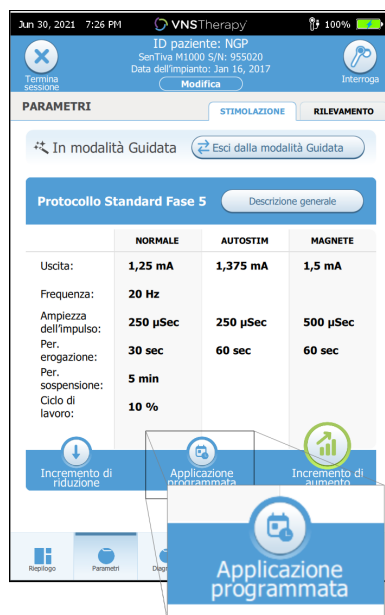 Jun 30, 2021 7:26 PM VNSTherapy 100%
ID paziente: NGP
SenTiva M1000 S/N: 955020
Data dell'impianto: Jan 16, 2017
Modifica
Termina
sessione
Interroga
PARAMETRI
STIMOLAZIONE
RILEVAMENTO
In modalità Guidata
Esci dalla modalità Guidata
Protocollo Standard Fase 5
Descrizione generale
NORMALE AUTOSTIM MAGNETE
Uscita: 1,25 mA 1,375 mA 1,5 mA
Frequenza: 20 Hz
Ampiezza
dell'impulso: 250 µSec 250 µSec 500 µSec
Per.
erogazione: 30 sec 60 sec 60 sec
Per.
sospensione: 5 min
Ciclo di
lavoro: 10 %
Incremento di
riduzione
Applicazione
programmata
Incremento di
aumento
Riepilogo
Parametri
Applicazione
programmata